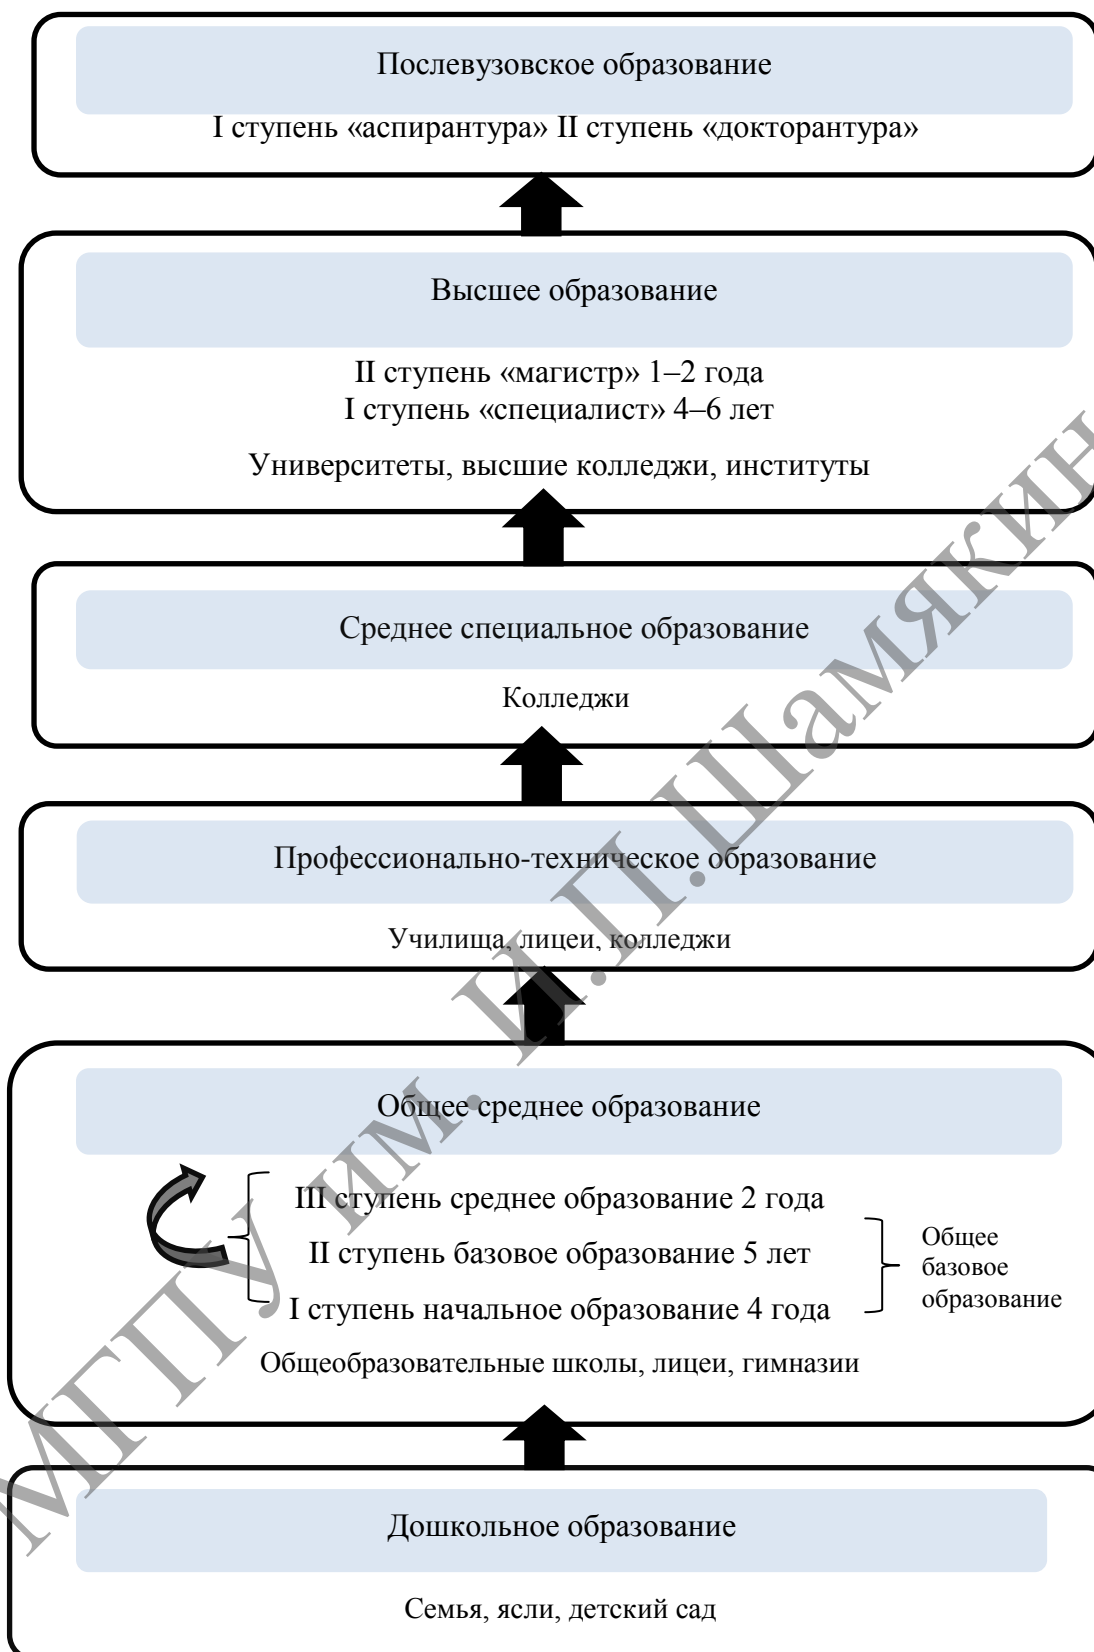 Послевузовское образование
I ступень «аспирантура» II ступень «докторантура»
Высшее образование
II ступень «магистр» 1–2 года
I ступень «специалист» 4–6 лет
Университеты, высшие колледжи, институты
Среднее специальное образование
Колледжи
Профессионально-техническое образование
Училища, лицеи, колледжи
Общее среднее образование
III ступень среднее образование 2 года
II ступень базовое образование 5 лет
I ступень начальное образование 4 года
Общее
базовое
образование
Общеобразовательные школы, лицеи, гимназии
Дошкольное образование
Семья, ясли, детский сад
МГПУ им. И.П.Шамякин